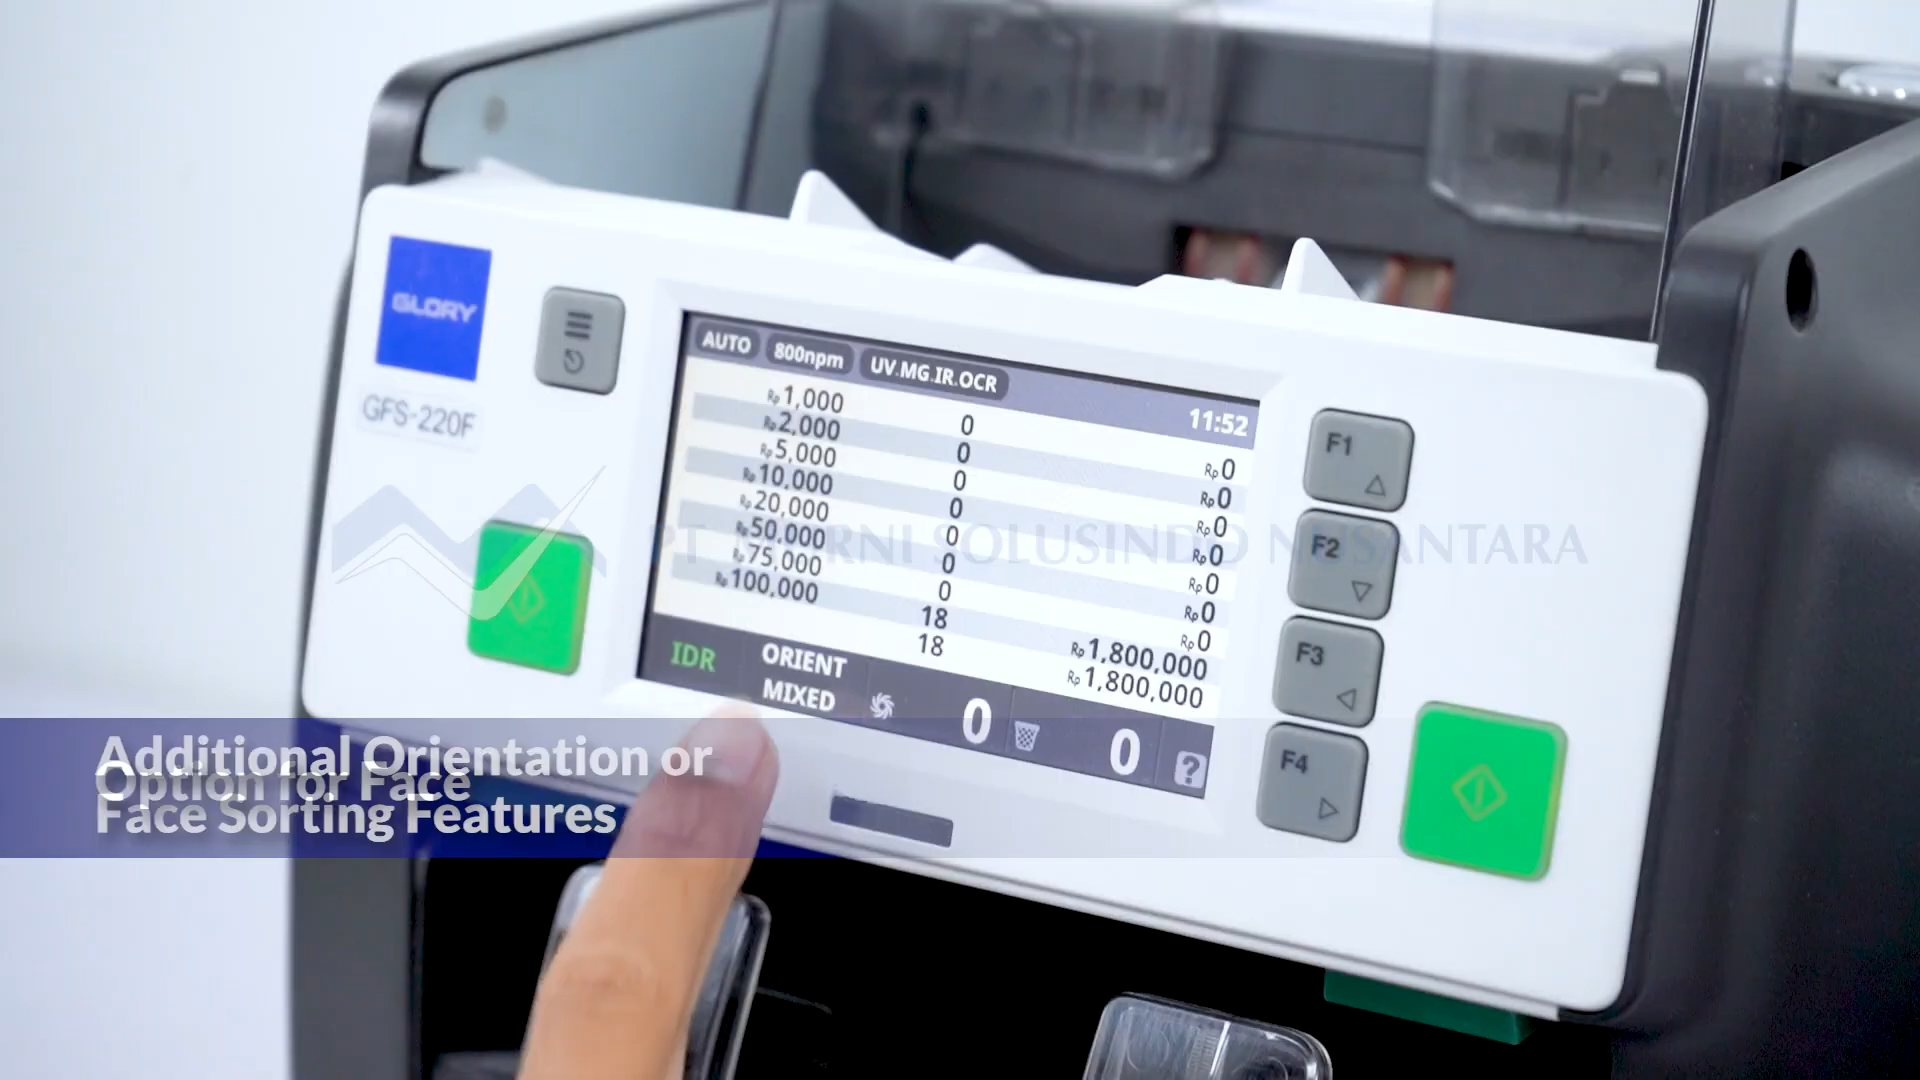 GLORY
GFS-220F
AUTO 800npm UV.MG.IR.OCR 11:52
Rp1,000 0 Rp0
Rp2,000 0 Rp0
Rp5,000 0 Rp0
Rp10,000 0 Rp0
Rp20,000 0 Rp0
Rp50,000 0 Rp0
Rp75,000 0 Rp0
Rp100,000 18 Rp1,800,000
18 Rp1,800,000
IDR ORIENT 0 0 ?
MIXED
F1
F2
F3
F4
PT. MURNI SOLUSINDO NUSANTARA
Additional Orientation or
Option for Face
Face Sorting Features